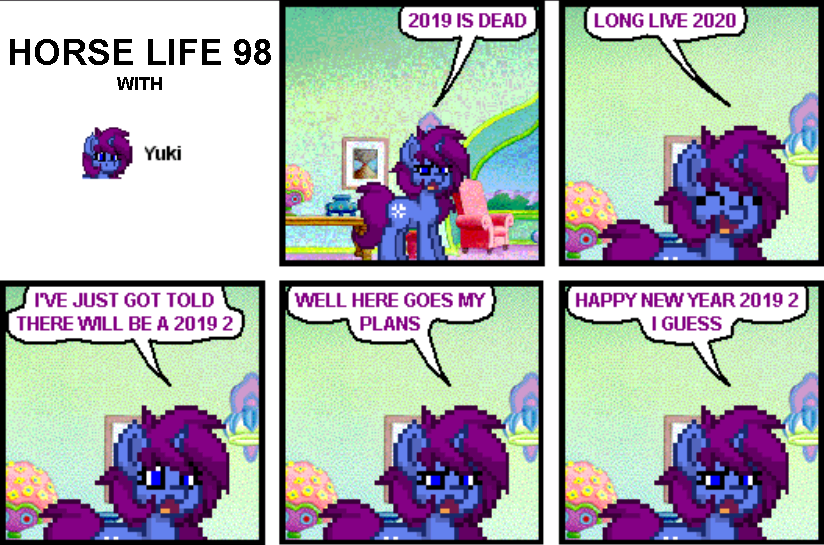 HORSE LIFE 98
WITH
Yuki
2019 IS DEAD
LONG LIVE 2020
I'VE JUST GOT TOLD
THERE WILL BE A 2019 2
WELL HERE GOES MY
PLANS
HAPPY NEW YEAR 2019 2
I GUESS